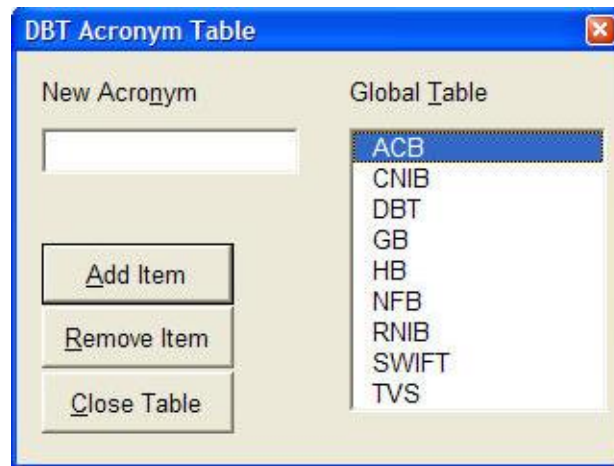 DBT Acronym Table
New Acronym
Global Table
ACB
CNIB
DBT
GB
HB
NFB
RNIB
SWIFT
TVS
Add Item
Remove Item
Close Table